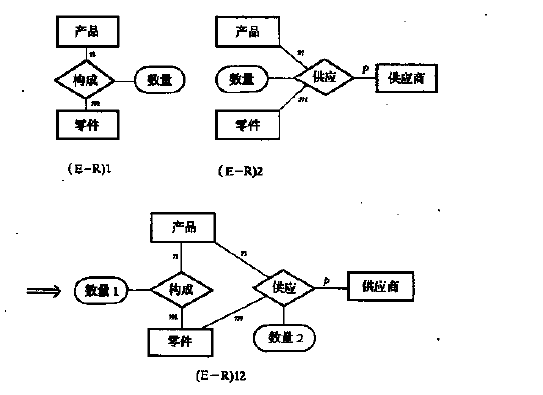 产品
n
构成
数量
m
零件
(E-R)1
产品
n
数量
供应
p
供应商
m
零件
(E-R)2
产品
n
n
数量1
构成
供应
p
供应商
m
m
零件
数量2
(E-R)12